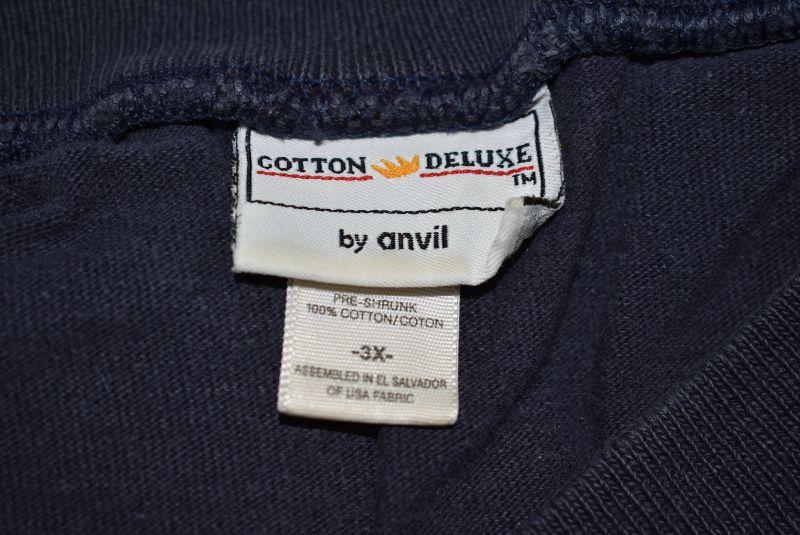 COTTON DELUXE
TM
by anvil
PRE-SHRUNK
100% COTTON/COTON
-3X-
ASSEMBLED IN EL SALVADOR
OF USA FABRIC